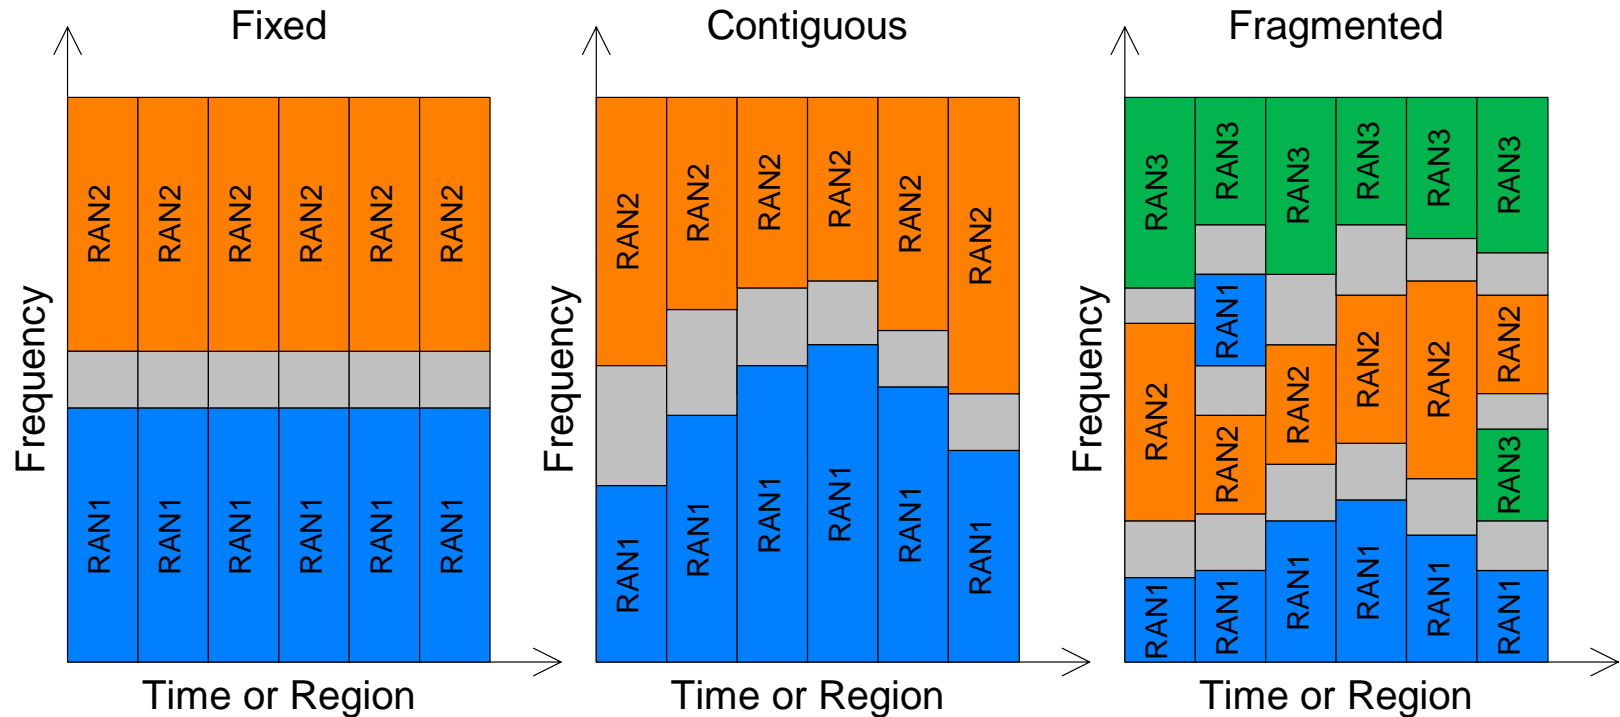 Fixed
Frequency
RAN2 RAN2 RAN2 RAN2 RAN2 RAN2
RAN1 RAN1 RAN1 RAN1 RAN1 RAN1
Time or Region
Contiguous
Frequency
RAN2 RAN2 RAN2 RAN2 RAN2 RAN2
RAN1 RAN1 RAN1 RAN1 RAN1 RAN1
Time or Region
Fragmented
Frequency
RAN3 RAN3 RAN3 RAN3 RAN3 RAN3
RAN1
RAN2 RAN2 RAN2 RAN2 RAN2 RAN2
RAN3
RAN1 RAN1 RAN1 RAN1 RAN1 RAN1
Time or Region